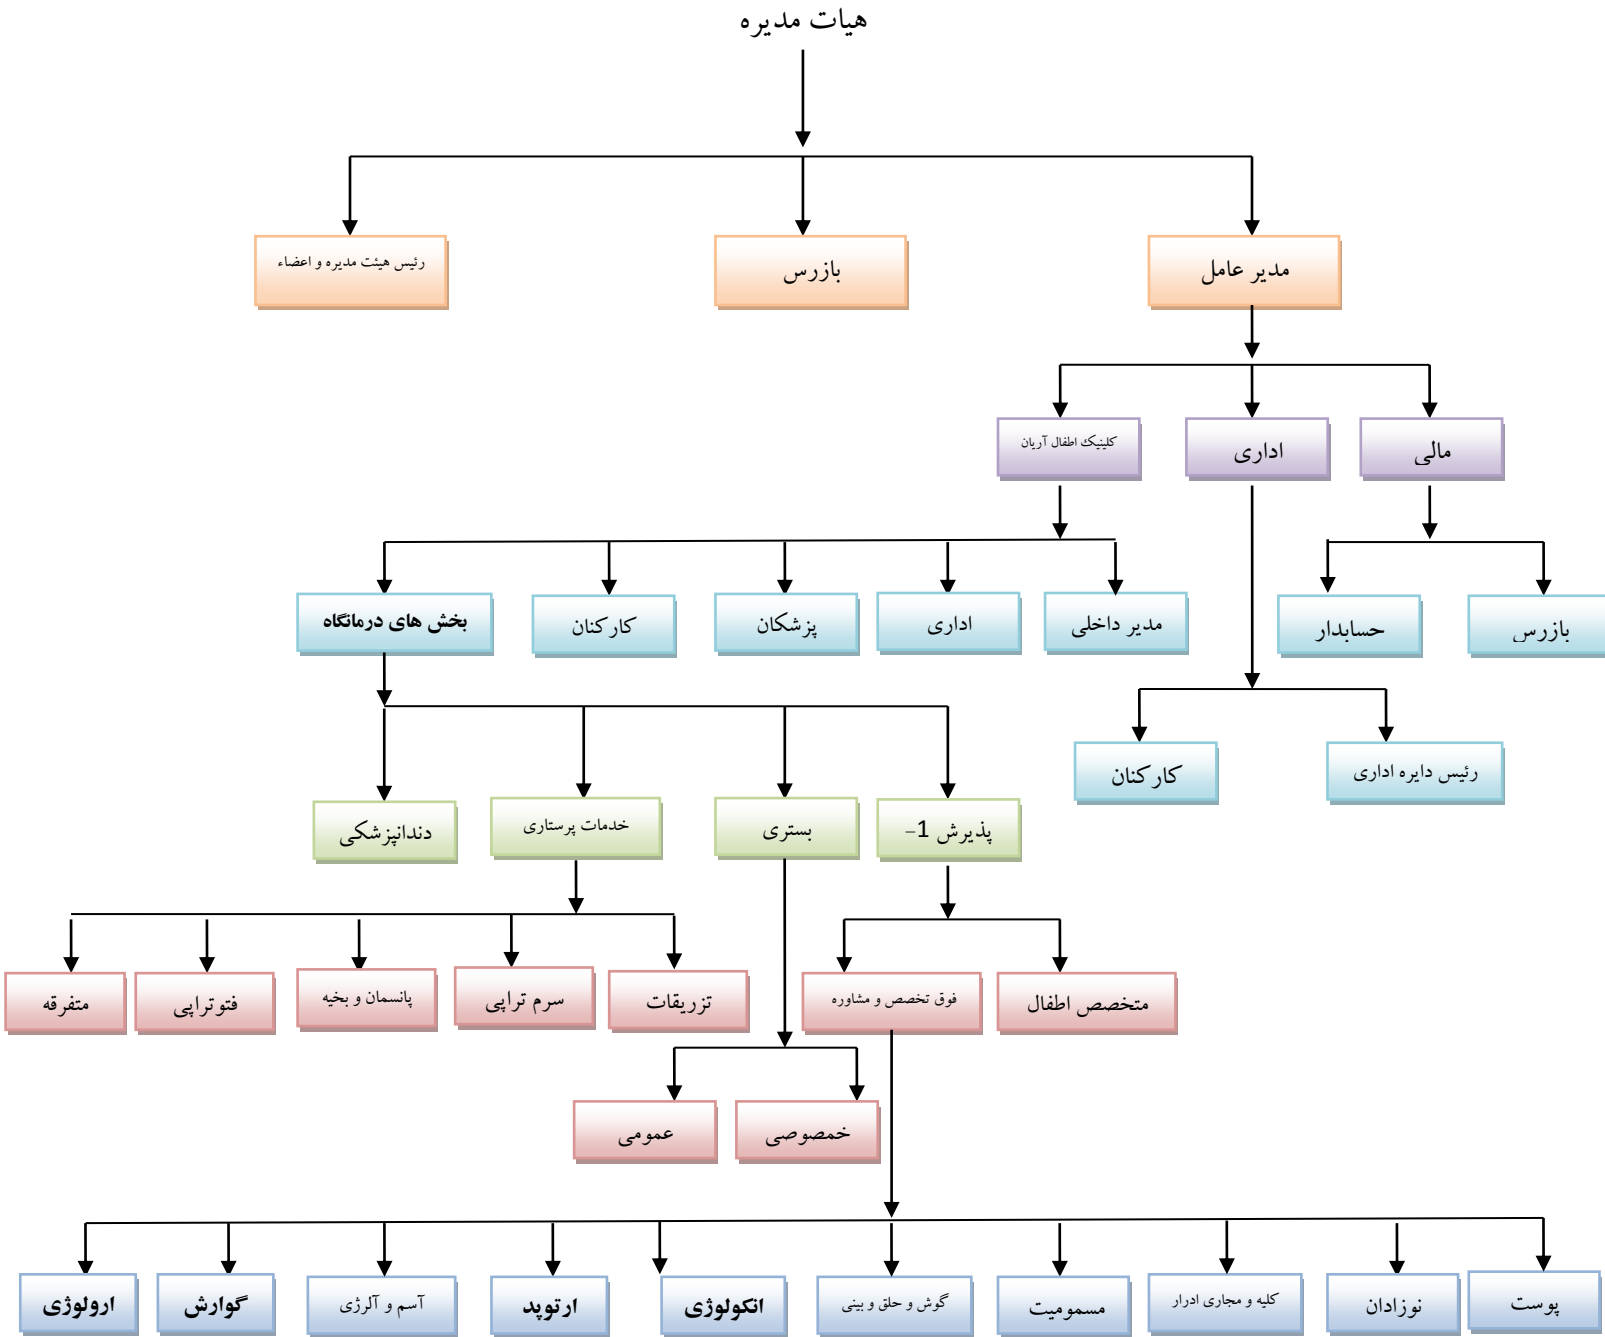 هیات مدیره
مدیر عامل
بازرس
رئیس هیئت مدیره و اعضاء
مالی
اداری
کلینیک اطفال آریان
بازرس
حسابدار
مدیر داخلی
اداری
پزشکان
کارکنان
بخش های درمانگاه
رئیس دایره اداری
کارکنان
پذیرش 1-
بستری
خدمات پرستاری
دندانپزشکی
متخصص اطفال
فوق تخصص و مشاوره
تزریقات
سرم تراپی
پانسمان و بخیه
فتوتراپی
متفرقه
خمصوصی
عمومی
پوست
نوزادان
کلیه و مجاری ادرار
مسمومیت
گوش و حلق و بینی
انکولوژی
ارتوپد
آسم و آلرژی
گوارش
ارولوژی